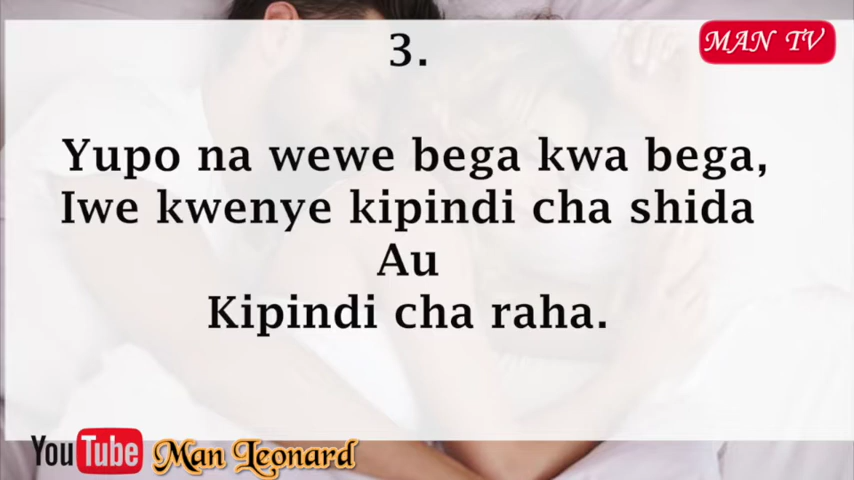 3.
MAN TV
Yupo na wewe bega kwa bega,
Iwe kwenye kipindi cha shida
Au
Kipindi cha raha.
YouTube Man Leonard